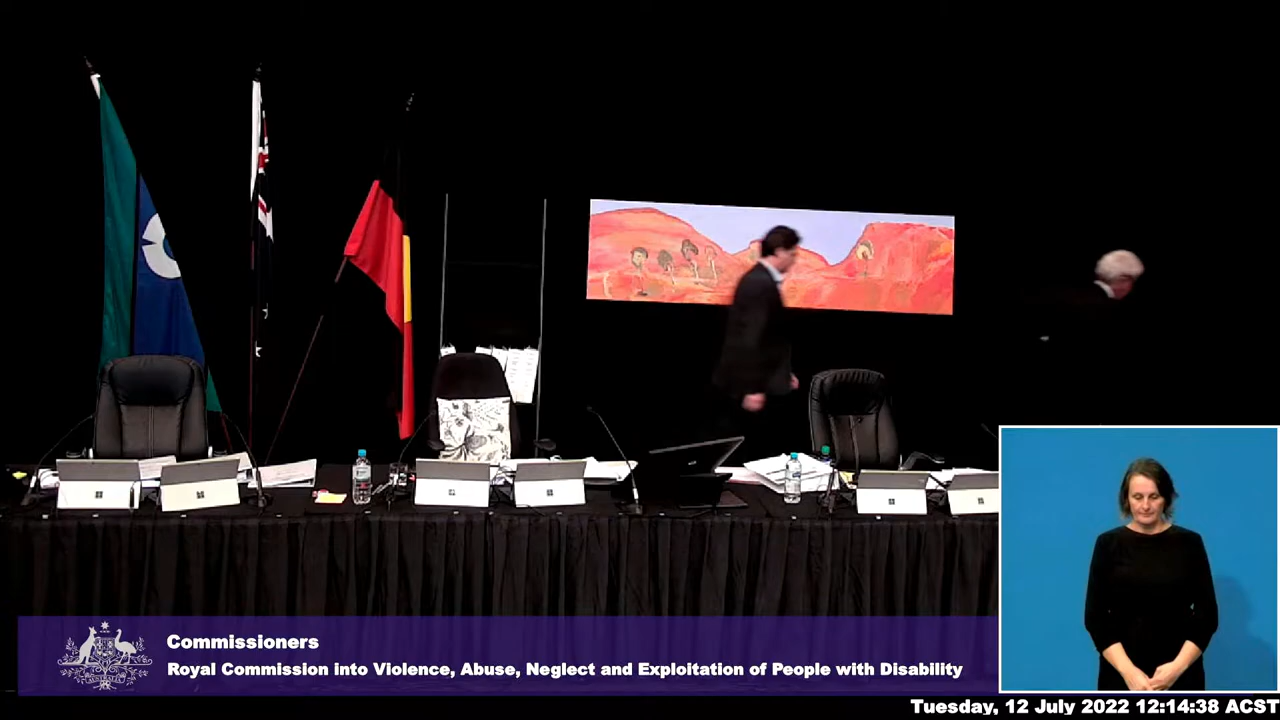 Commissioners
Royal Commission into Violence, Abuse, Neglect and Exploitation of People with Disability
AUSTRALIA
Tuesday, 12 July 2022 12:14:38 ACST